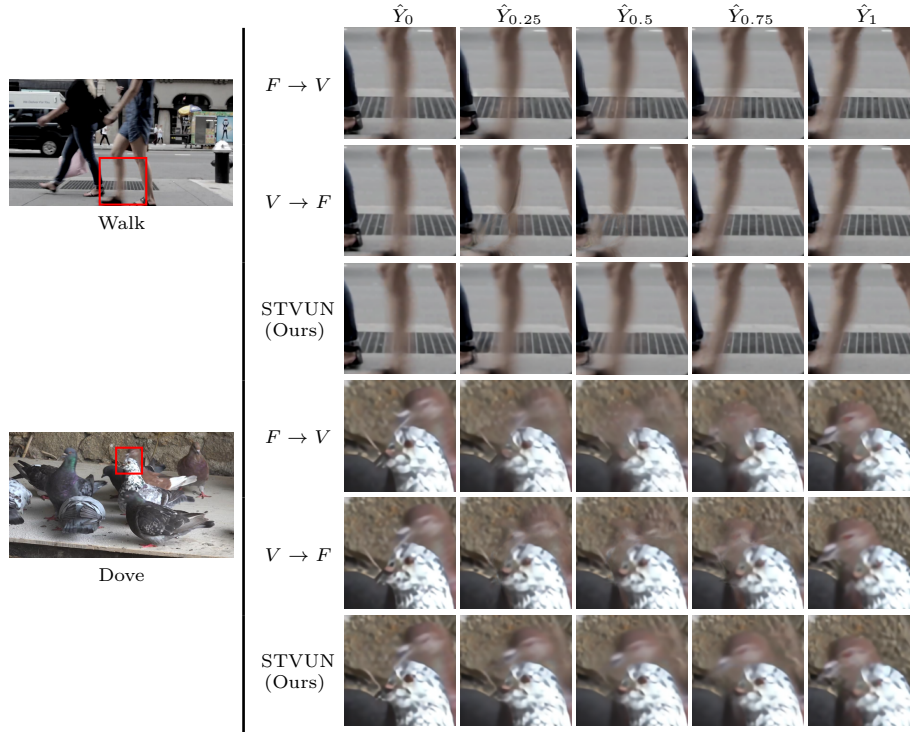 Ŷ₀ Ŷ₀.₂₅ Ŷ₀.₅ Ŷ₀.₇₅ Ŷ₁
F → V
V → F
Walk
STVUN
(Ours)
F → V
V → F
Dove
STVUN
(Ours)